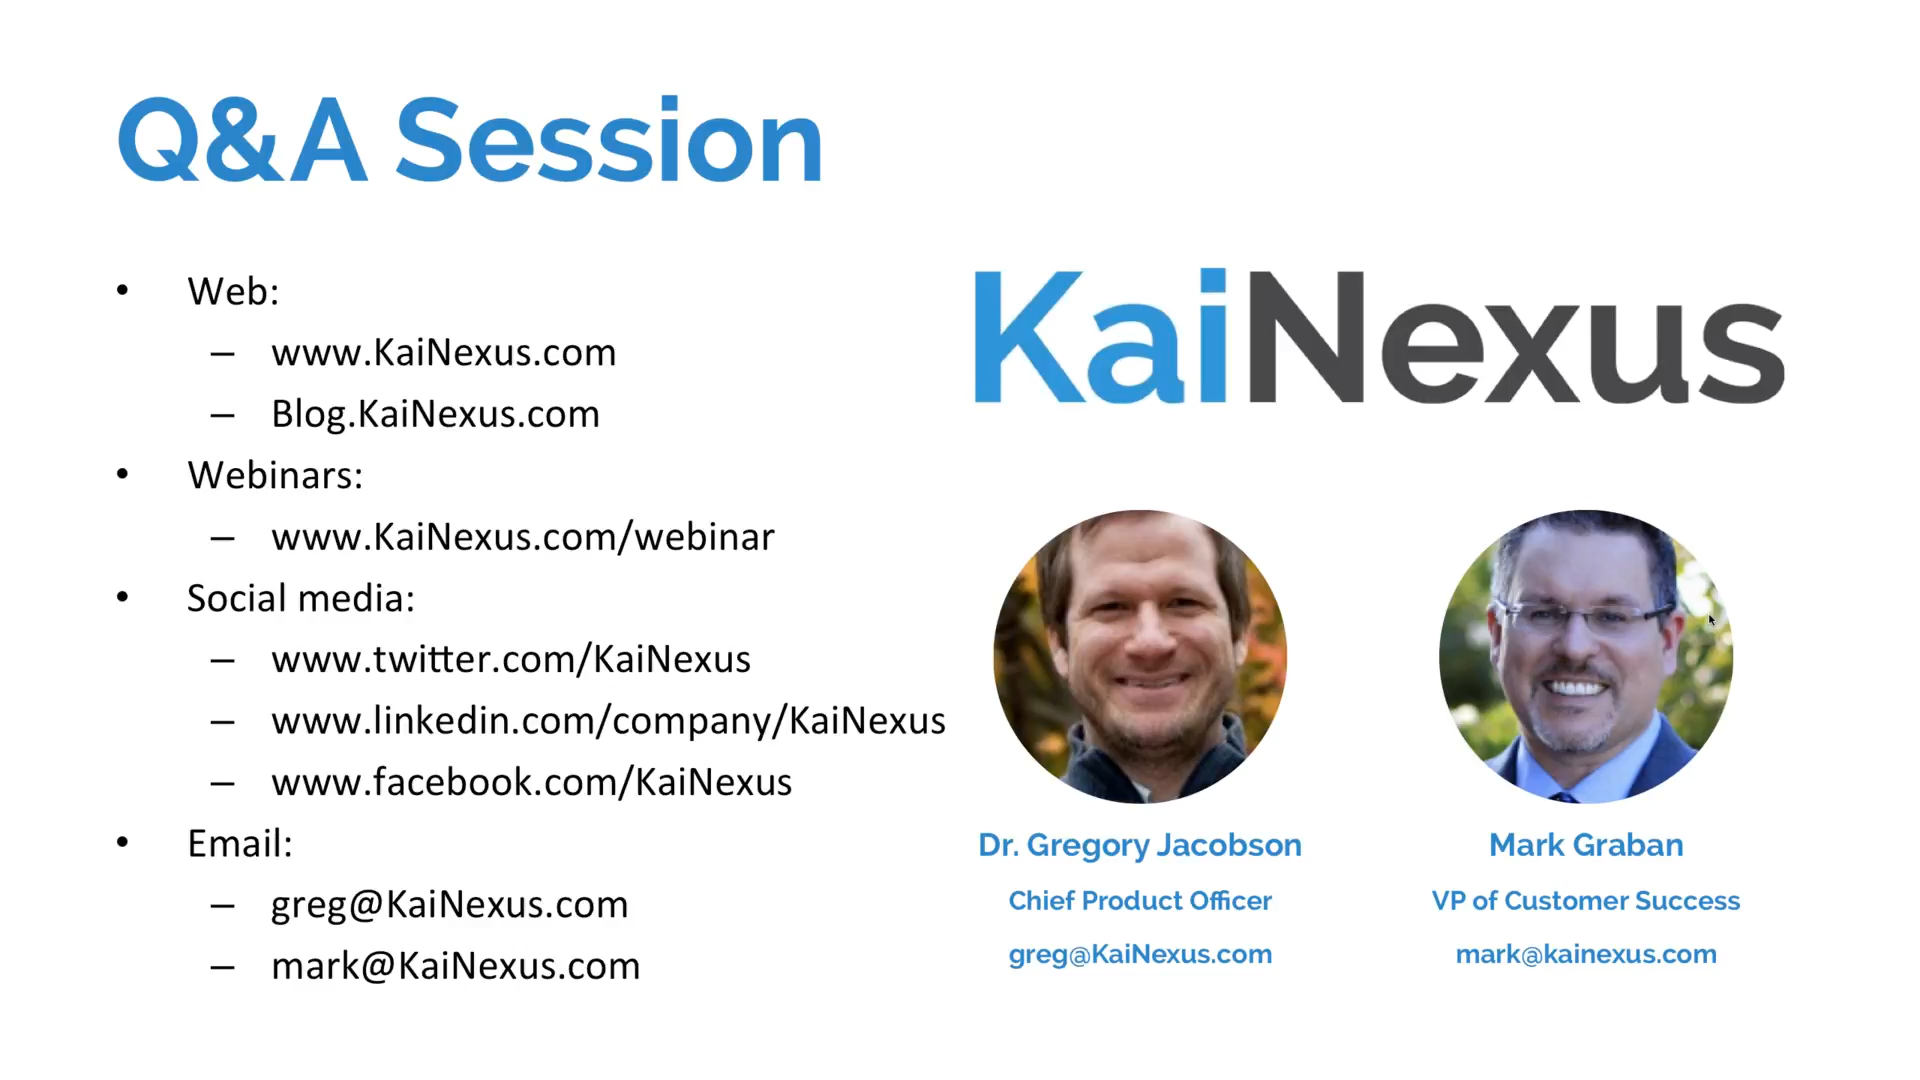 Q&A Session
• Web:
– www.KaiNexus.com
– Blog.KaiNexus.com
• Webinars:
– www.KaiNexus.com/webinar
• Social media:
– www.twitter.com/KaiNexus
– www.linkedin.com/company/KaiNexus
– www.facebook.com/KaiNexus
• Email:
– greg@KaiNexus.com
– mark@KaiNexus.com
KaiNexus
Dr. Gregory Jacobson
Chief Product Officer
greg@KaiNexus.com
Mark Graban
VP of Customer Success
mark@kainexus.com